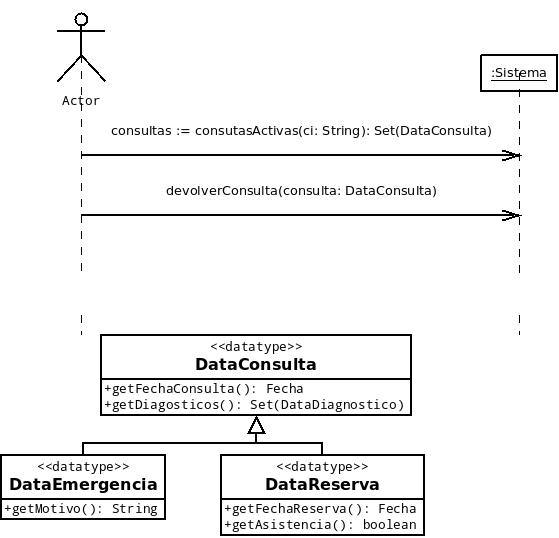 :Sistema
Actor
consultas := consutasActivas(ci: String): Set(DataConsulta)
devolverConsulta(consulta: DataConsulta)
<<datatype>>
DataConsulta
+getFechaConsulta(): Fecha
+getDiagosticos(): Set(DataDiagnostico)
<<datatype>>
DataEmergencia
+getMotivo(): String
<<datatype>>
DataReserva
+getFechaReserva(): Fecha
+getAsistencia(): boolean